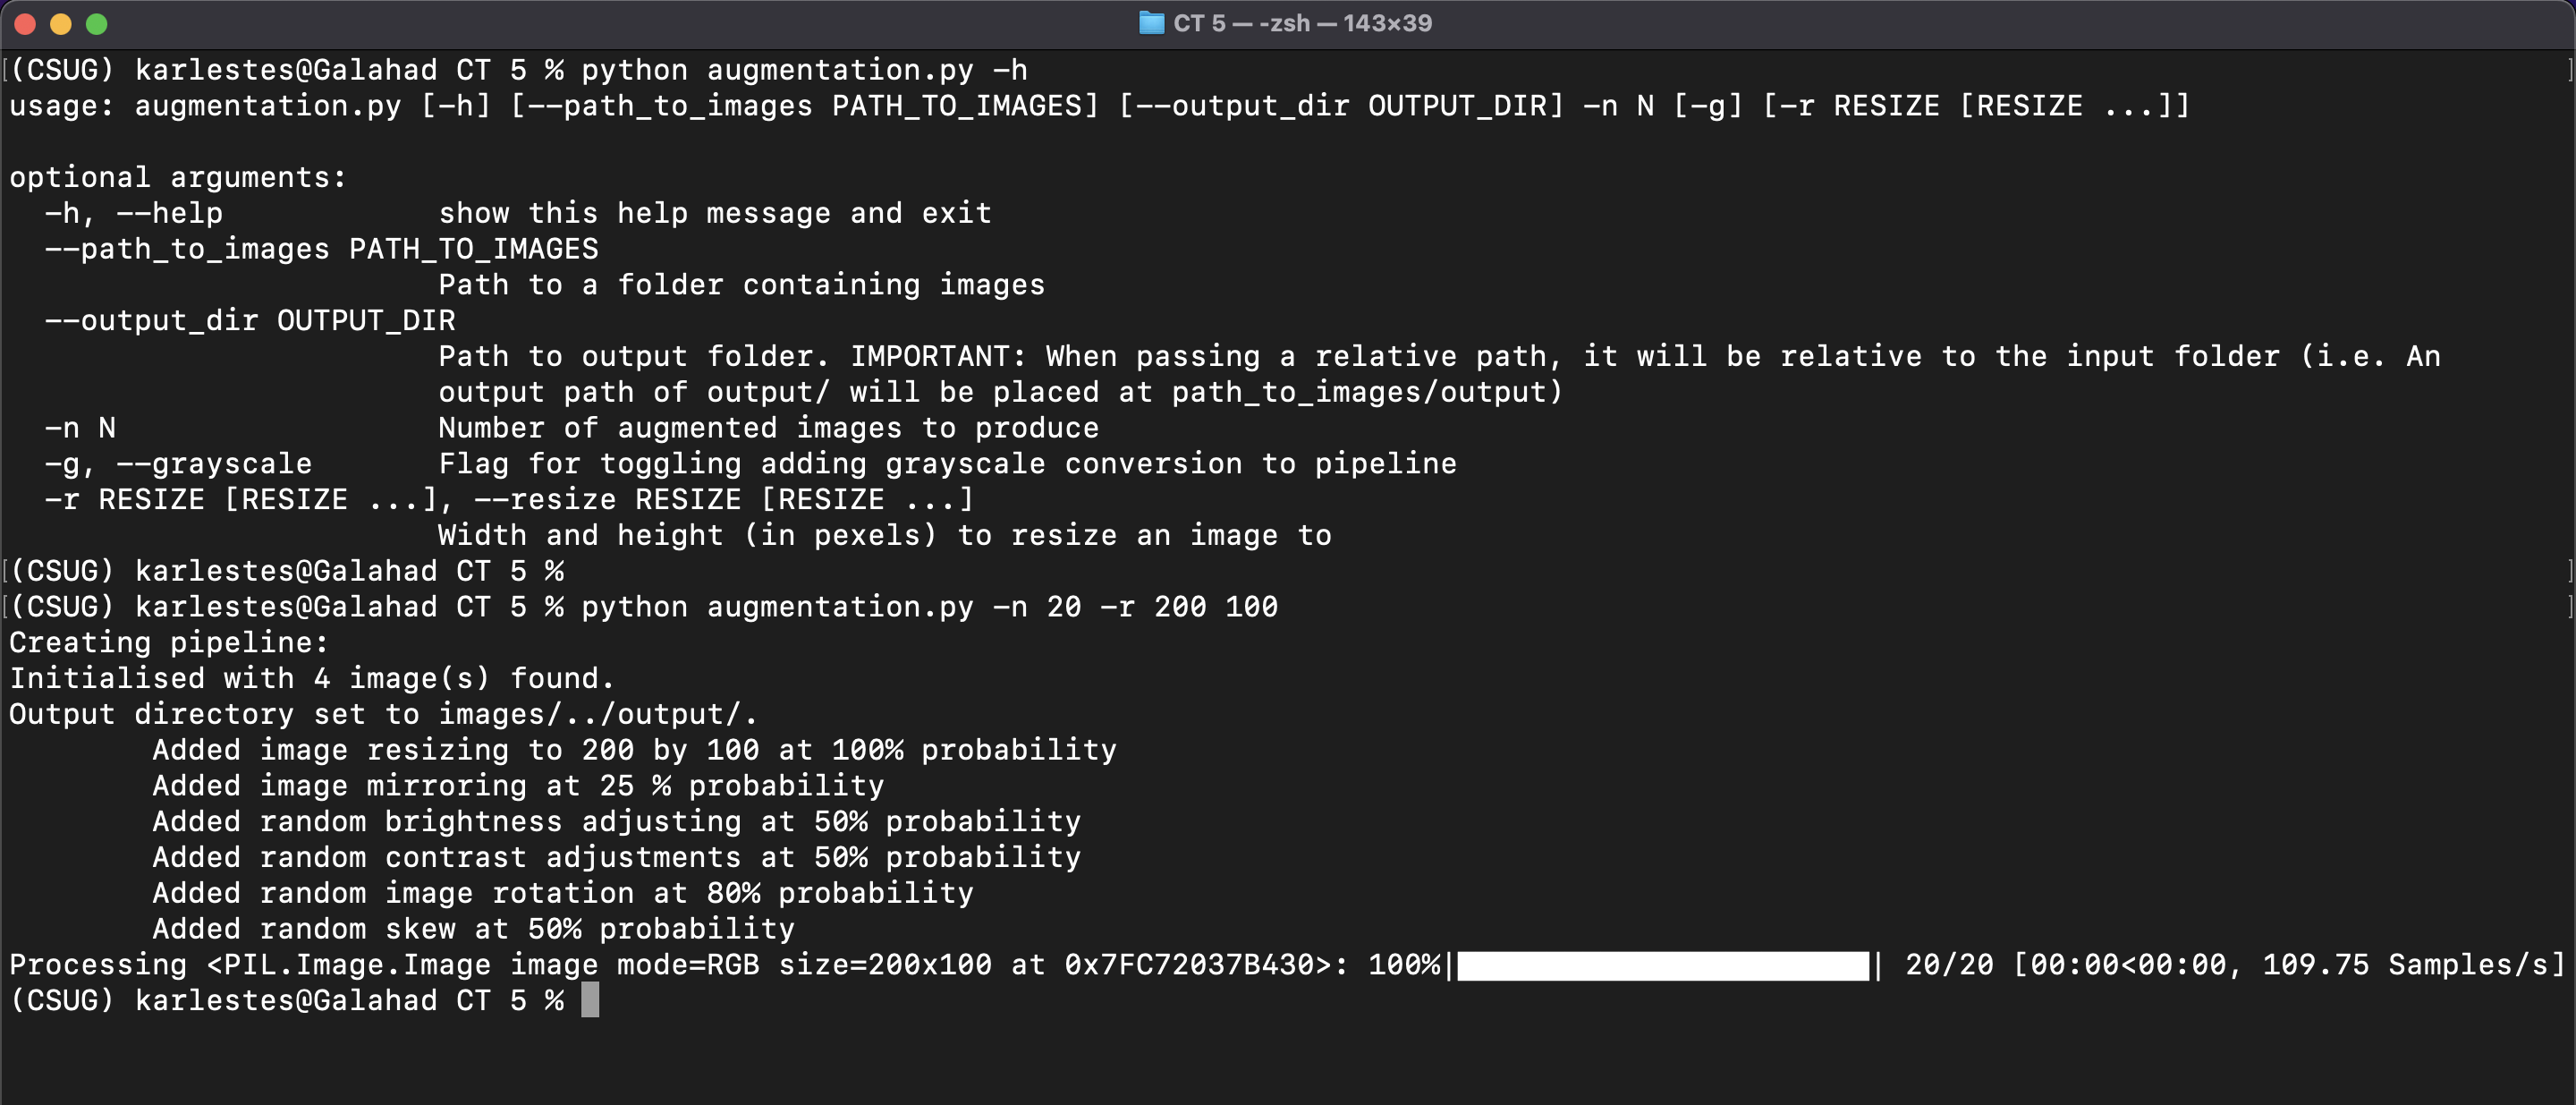 CT 5 — -zsh — 143×39
(CSUG) karlestes@Galahad CT 5 % python augmentation.py -h
usage: augmentation.py [-h] [--path_to_images PATH_TO_IMAGES] [--output_dir OUTPUT_DIR] -n N [-g] [-r RESIZE [RESIZE ...]]
optional arguments:
-h, --help show this help message and exit
--path_to_images PATH_TO_IMAGES
Path to a folder containing images
--output_dir OUTPUT_DIR
Path to output folder. IMPORTANT: When passing a relative path, it will be relative to the input folder (i.e. An
output path of output/ will be placed at path_to_images/output)
-n N Number of augmented images to produce
-g, --grayscale Flag for toggling adding grayscale conversion to pipeline
-r RESIZE [RESIZE ...], --resize RESIZE [RESIZE ...]
Width and height (in pexels) to resize an image to
(CSUG) karlestes@Galahad CT 5 %
(CSUG) karlestes@Galahad CT 5 % python augmentation.py -n 20 -r 200 100
Creating pipeline:
Initialised with 4 image(s) found.
Output directory set to images/../output/.
Added image resizing to 200 by 100 at 100% probability
Added image mirroring at 25 % probability
Added random brightness adjusting at 50% probability
Added random contrast adjustments at 50% probability
Added random image rotation at 80% probability
Added random skew at 50% probability
Processing <PIL.Image.Image image mode=RGB size=200x100 at 0x7FC72037B430>: 100%|██████████| 20/20 [00:00<00:00, 109.75 Samples/s]
(CSUG) karlestes@Galahad CT 5 %